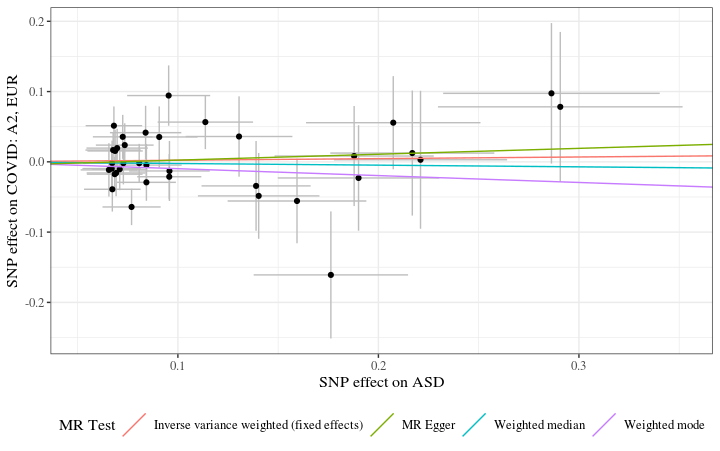 0.2
0.1
0.0
-0.1
-0.2
SNP effect on COVID: A2, EUR
0.1
0.2
0.3
SNP effect on ASD
MR Test
Inverse variance weighted (fixed effects)
MR Egger
Weighted median
Weighted mode